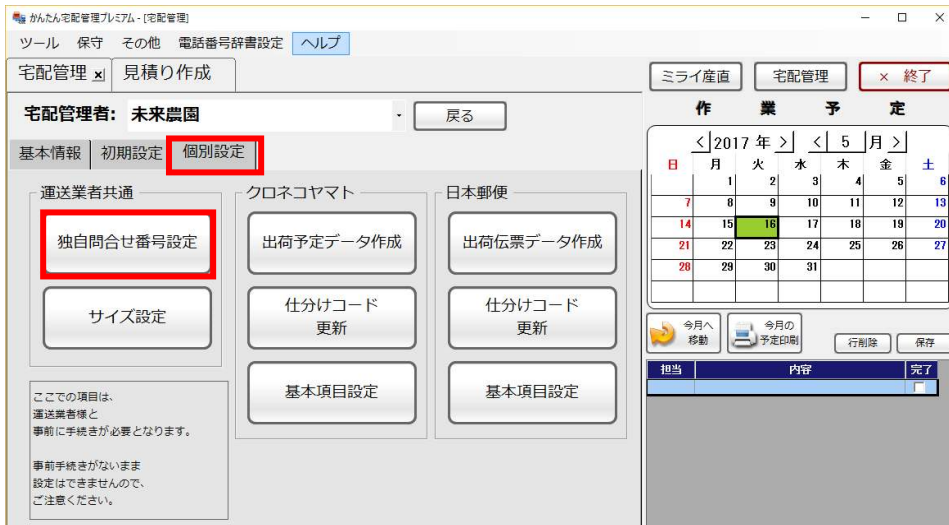 かんたん宅配管理プレミアム - [宅配管理]
ツール 保守 その他 電話番号辞書設定 ヘルプ
宅配管理 x 見積り作成
宅配管理者: 未来農園 戻る
基本情報 初期設定 個別設定
運送業者共通
独自問合せ番号設定
サイズ設定
ここでの項目は、
運送業者様と
事前に手続きが必要となります。
事前手続きがないまま
設定はできませんので、
ご注意ください。
クロネコヤマト
出荷予定データ作成
仕分けコード
更新
基本項目設定
日本郵便
出荷伝票データ作成
仕分けコード
更新
基本項目設定
ミライ産直 宅配管理 × 終了
作業予定
< 2017 年 > < 5 月 >
日 月 火 水 木 金 土
1 2 3 4 5 6
7 8 9 10 11 12 13
14 15 16 17 18 19 20
21 22 23 24 25 26 27
28 29 30 31
今月へ
移動
今月の
予定印刷
行削除 保存
担当 内容 完了